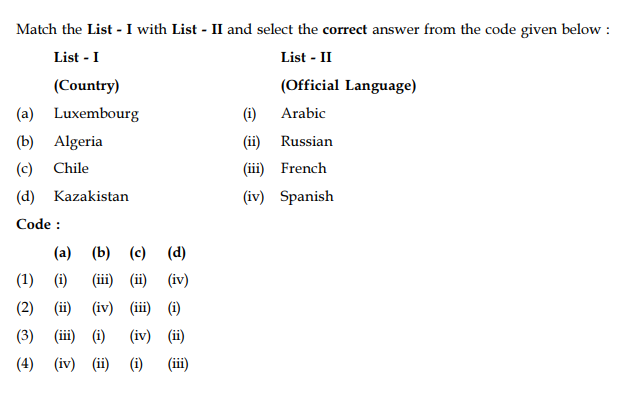 Match the List - I with List - II and select the correct answer from the code given below :
List - I List - II
(Country) (Official Language)
(a) Luxembourg (i) Arabic
(b) Algeria (ii) Russian
(c) Chile (iii) French
(d) Kazakistan (iv) Spanish
Code :
(a) (b) (c) (d)
(1) (i) (iii) (ii) (iv)
(2) (ii) (iv) (iii) (i)
(3) (iii) (i) (iv) (ii)
(4) (iv) (ii) (i) (iii)